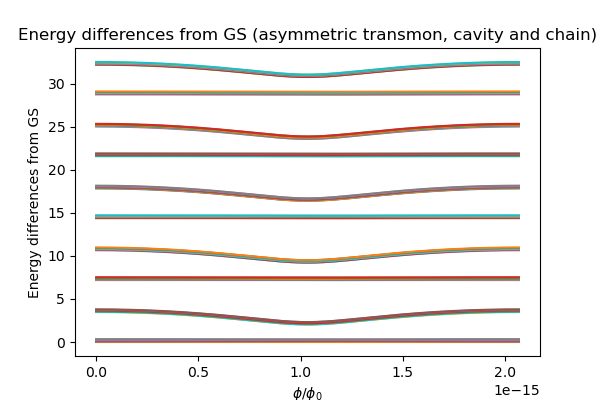 Energy differences from GS (asymmetric transmon, cavity and chain)
Energy differences from GS
30
25
20
15
10
5
0
0.0 0.5 1.0 1.5 2.0
1e−15
ϕ/ϕ₀